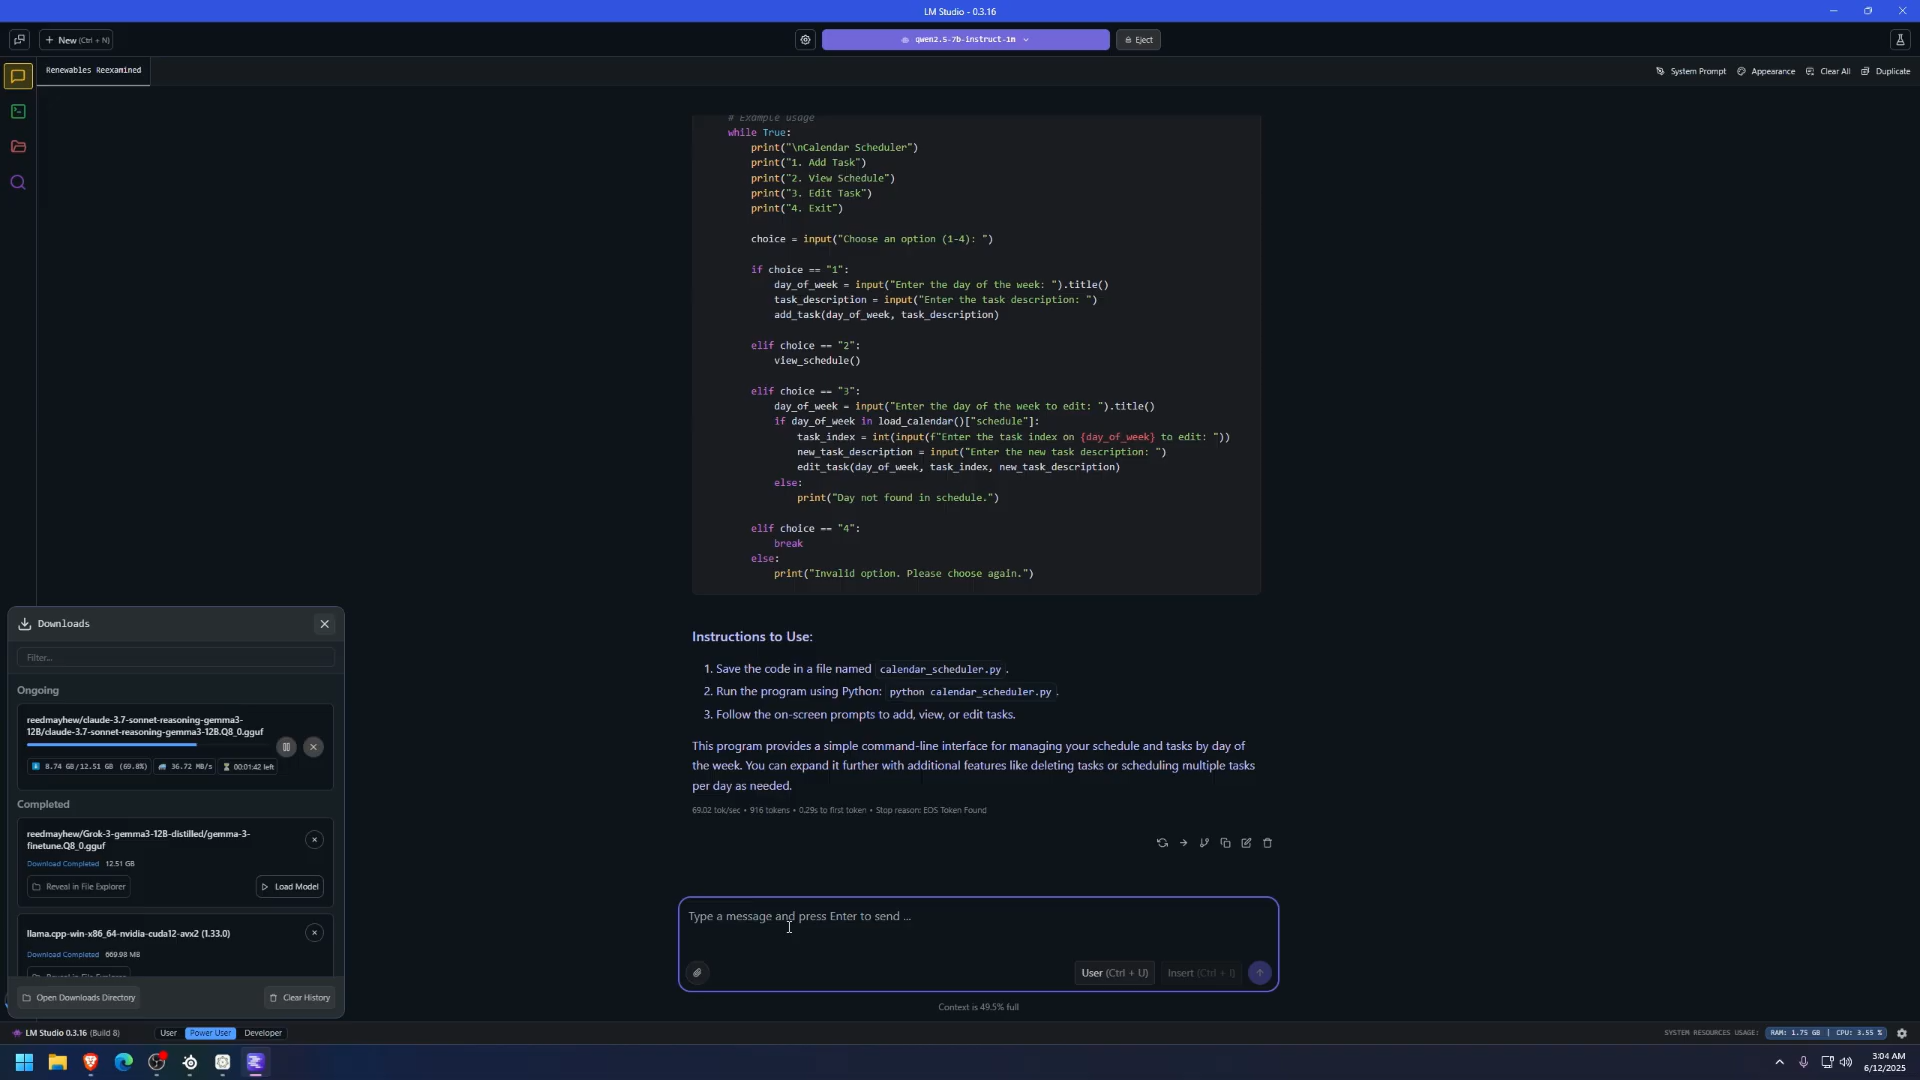 LM Studio - 0.3.16
New (Ctrl + N)
qwen2.5-7b-instruct-1m
Eject
Renewables Reexamined
System Prompt
Appearance
Clear All
Duplicate
# Example usage
while True:
print("\nCalendar Scheduler")
print("1. Add Task")
print("2. View Schedule")
print("3. Edit Task")
print("4. Exit")
choice = input("Choose an option (1-4): ")
if choice == "1":
day_of_week = input("Enter the day of the week: ").title()
task_description = input("Enter the task description: ")
add_task(day_of_week, task_description)
elif choice == "2":
view_schedule()
elif choice == "3":
day_of_week = input("Enter the day of the week to edit: ").title()
if day_of_week in load_calendar()["schedule"]:
task_index = int(input(f"Enter the task index on {day_of_week} to edit: "))
new_task_description = input("Enter the new task description: ")
edit_task(day_of_week, task_index, new_task_description)
else:
print("Day not found in schedule.")
elif choice == "4":
break
else:
print("Invalid option. Please choose again.")
Instructions to Use:
1. Save the code in a file named calendar_scheduler.py.
2. Run the program using Python: python calendar_scheduler.py.
3. Follow the on-screen prompts to add, view, or edit tasks.
This program provides a simple command-line interface for managing your schedule and tasks by day of
the week. You can expand it further with additional features like deleting tasks or scheduling multiple tasks
per day as needed.
69.02 tok/sec • 916 tokens • 0.29s to first token • Stop reason: EOS Token Found
Type a message and press Enter to send ...
User (Ctrl + U)
Insert (Ctrl + I)
Context is 49.5% full
Downloads
Filter...
Ongoing
reedmayhew/claude-3.7-sonnet-reasoning-gemma3-
12B/claude-3.7-sonnet-reasoning-gemma3-12B.Q8_0.gguf
8.74 GB/12.51 GB (69.8%)
36.72 MB/s
00:01:42 left
Completed
reedmayhew/Grok-3-gemma3-12B-distilled/gemma-3-
finetune.Q8_0.gguf
Download Completed 12.51 GB
Reveal in File Explorer
Load Model
llama.cpp-win-x86_64-nvidia-cuda12-avx2 (1.33.0)
Download Completed 669.98 MB
Reveal in File Explorer
Open Downloads Directory
Clear History
LM Studio 0.3.16 (Build 8)
User
Power User
Developer
SYSTEM RESOURCES USAGE:
RAM: 1.75 GB | CPU: 3.55 %
3:04 AM
6/12/2025